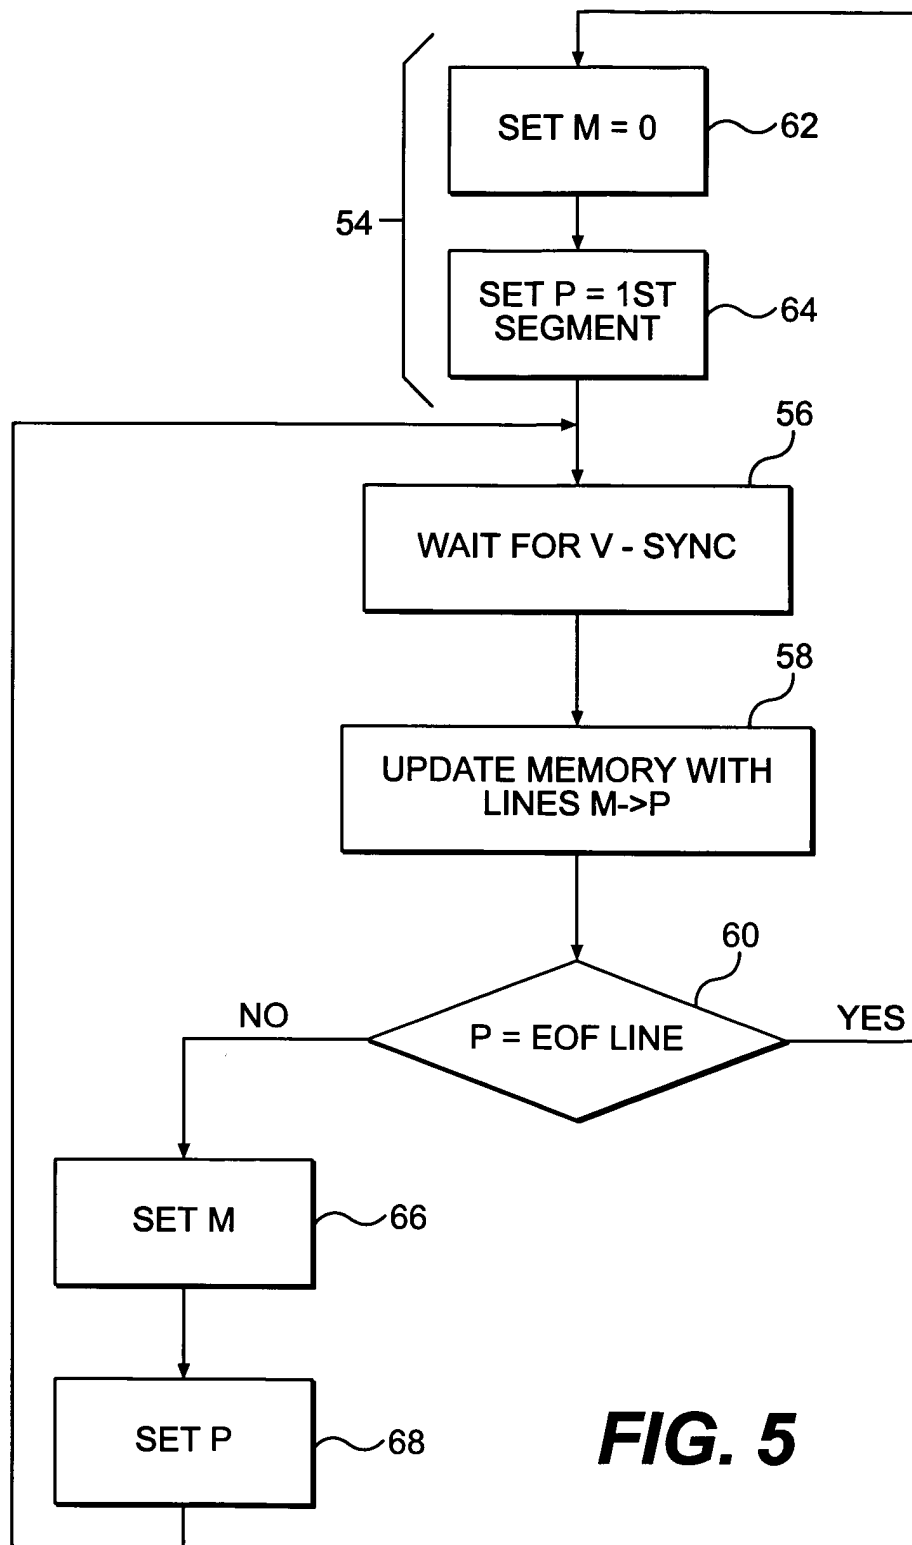 SET M = 0
62
54
SET P = 1ST
SEGMENT
64
56
WAIT FOR V - SYNC
58
UPDATE MEMORY WITH
LINES M->P
60
NO
P = EOF LINE
YES
SET M
66
SET P
68
FIG. 5